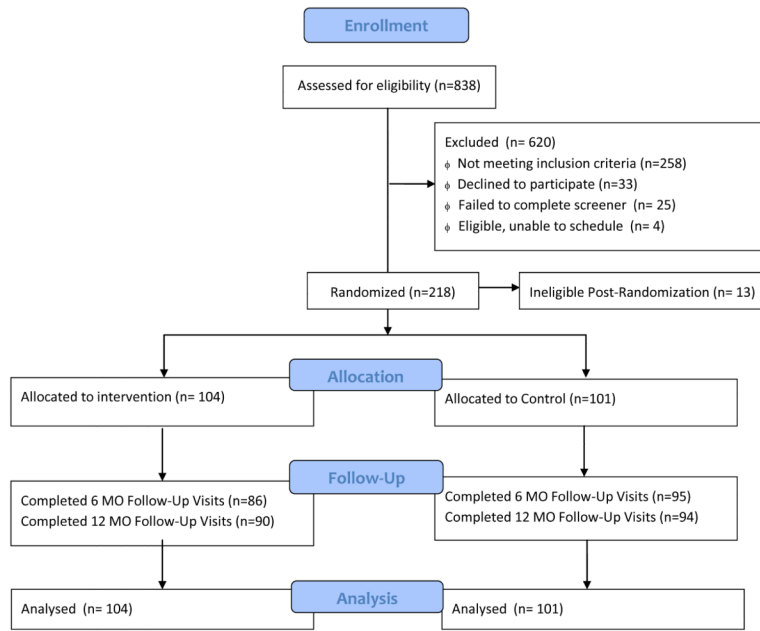 Enrollment
Assessed for eligibility (n=838)
Excluded (n= 620)
ϕ Not meeting inclusion criteria (n=258)
ϕ Declined to participate (n=33)
ϕ Failed to complete screener (n= 25)
ϕ Eligible, unable to schedule (n= 4)
Randomized (n=218)
Ineligible Post-Randomization (n= 13)
Allocation
Allocated to intervention (n= 104)
Allocated to Control (n=101)
Follow-Up
Completed 6 MO Follow-Up Visits (n=86)
Completed 12 MO Follow-Up Visits (n=90)
Completed 6 MO Follow-Up Visits (n=95)
Completed 12 MO Follow-Up Visits (n=94)
Analysis
Analysed (n= 104)
Analysed (n= 101)